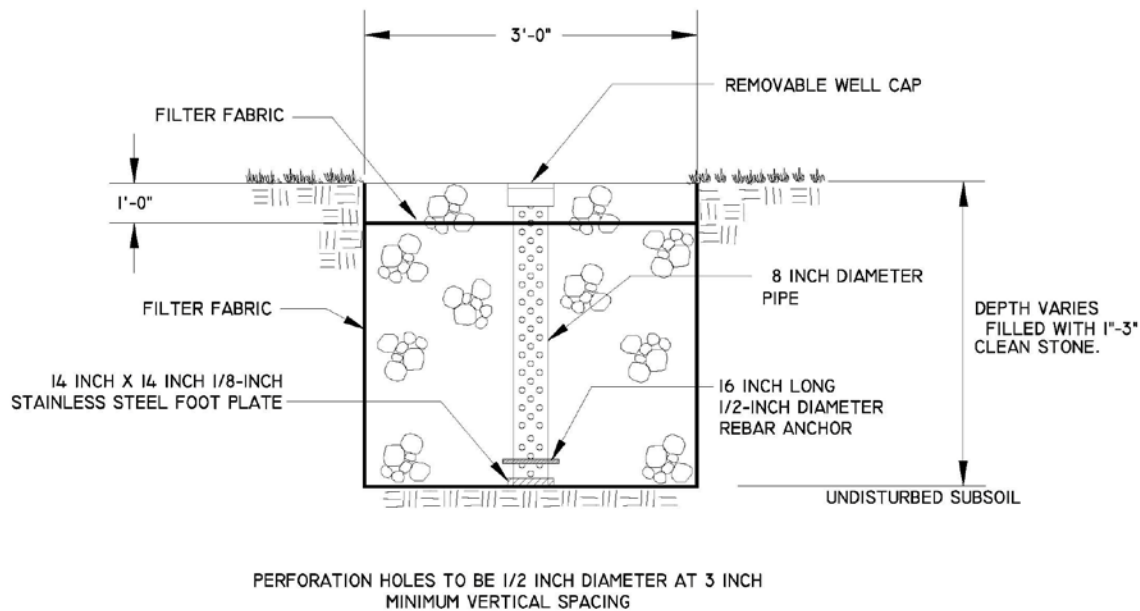 3'-0"
REMOVABLE WELL CAP
FILTER FABRIC
1'-0"
8 INCH DIAMETER
PIPE
FILTER FABRIC
DEPTH VARIES
FILLED WITH 1"-3"
CLEAN STONE.
14 INCH X 14 INCH 1/8-INCH
STAINLESS STEEL FOOT PLATE
16 INCH LONG
1/2-INCH DIAMETER
REBAR ANCHOR
UNDISTURBED SUBSOIL
PERFORATION HOLES TO BE 1/2 INCH DIAMETER AT 3 INCH
MINIMUM VERTICAL SPACING